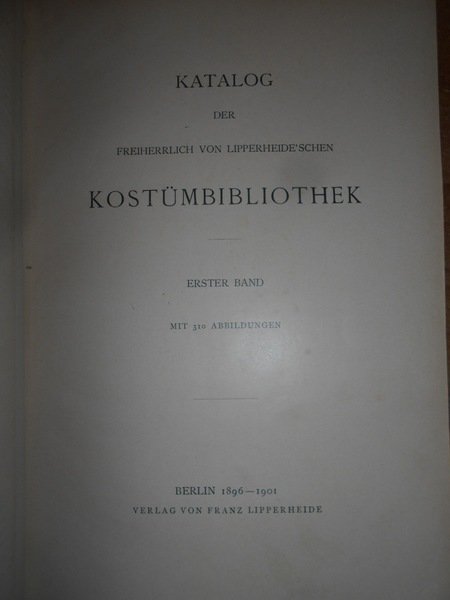 KATALOG
DER
FREIHERRLICH VON LIPPERHEIDE'SCHEN
KOSTÜMBIBLIOTHEK
ERSTER BAND
MIT 310 ABBILDUNGEN
BERLIN 1896—1901
VERLAG VON FRANZ LIPPERHEIDE